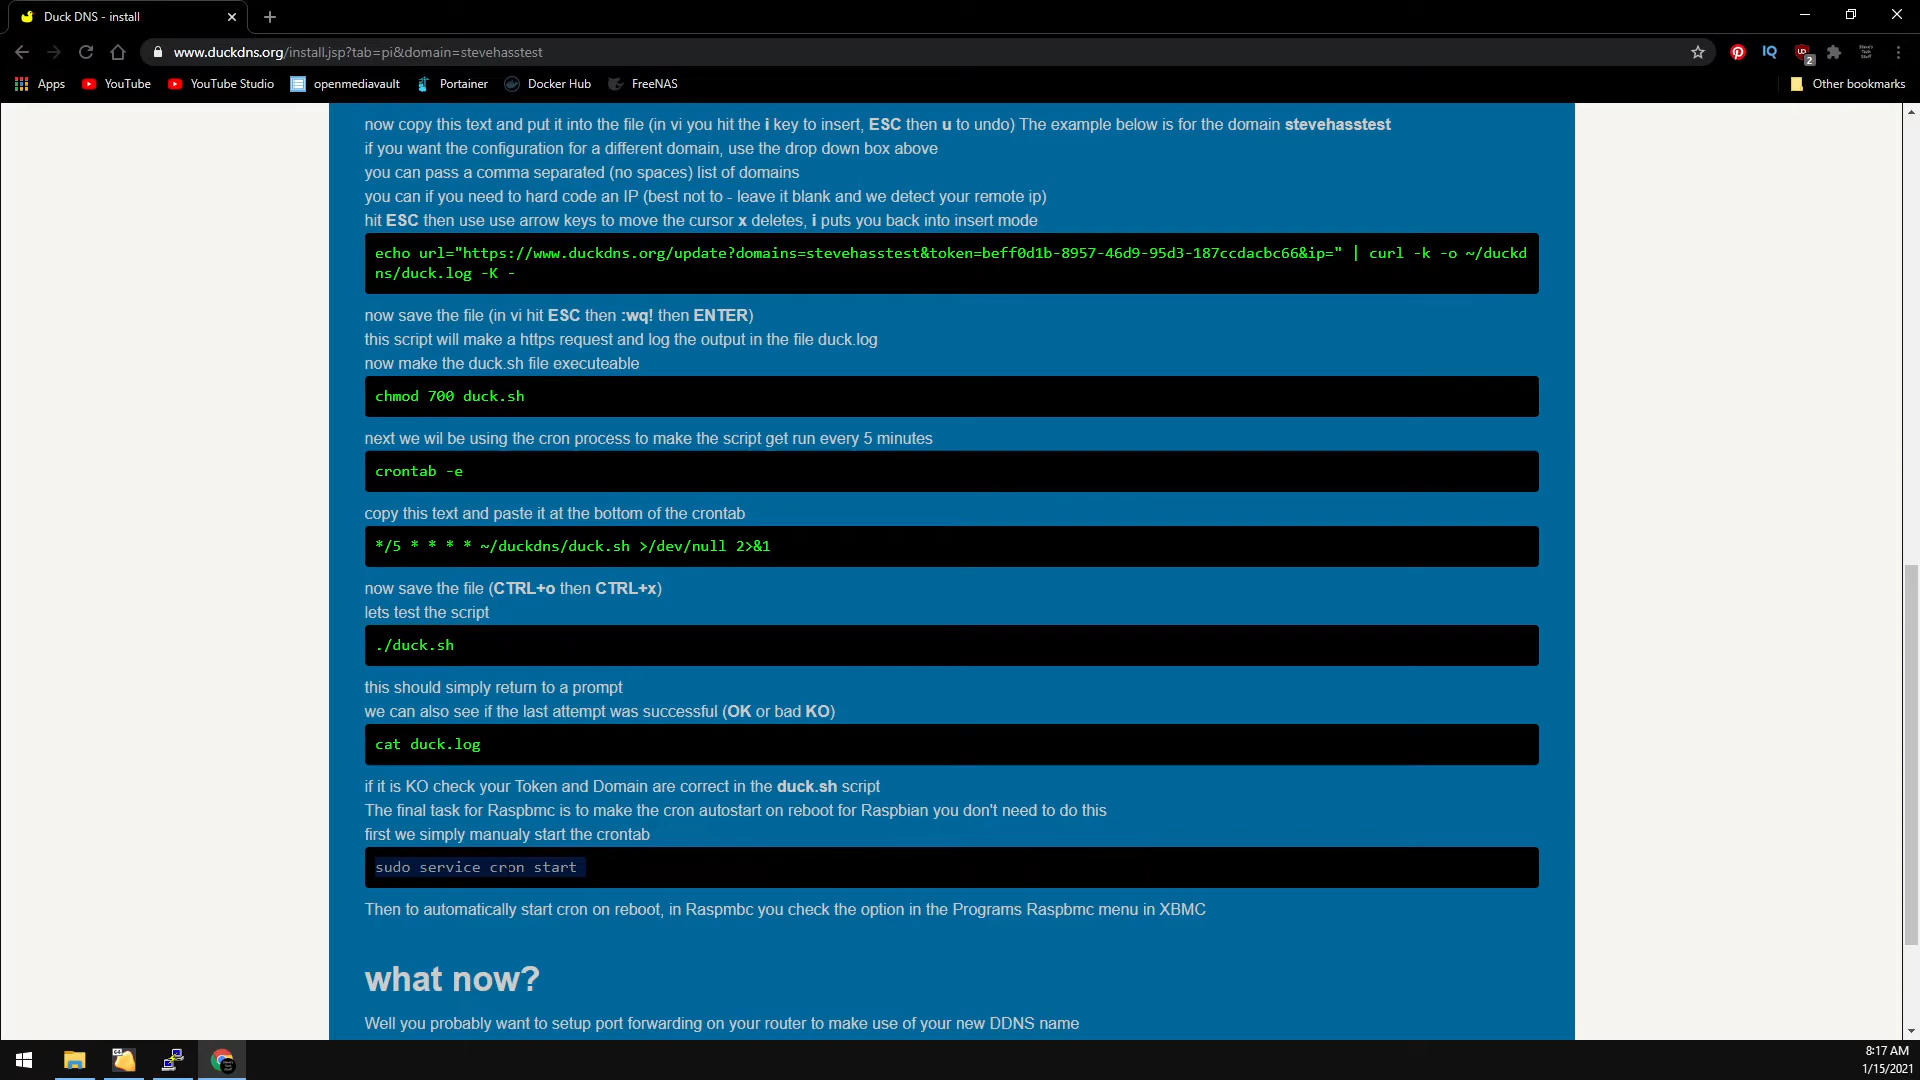 Duck DNS - install
www.duckdns.org/install.jsp?tab=pi&domain=stevehasstest
IQ
UD
2
Apps
YouTube
YouTube Studio
openmediavault
Portainer
Docker Hub
FreeNAS
Other bookmarks
now copy this text and put it into the file (in vi you hit the i key to insert, ESC then u to undo) The example below is for the domain stevehasstest
if you want the configuration for a different domain, use the drop down box above
you can pass a comma separated (no spaces) list of domains
you can if you need to hard code an IP (best not to - leave it blank and we detect your remote ip)
hit ESC then use use arrow keys to move the cursor x deletes, i puts you back into insert mode
echo url="https://www.duckdns.org/update?domains=stevehasstest&token=beff0d1b-8957-46d9-95d3-187ccdacbc66&ip=" | curl -k -o ~/duckd
ns/duck.log -K -
now save the file (in vi hit ESC then :wq! then ENTER)
this script will make a https request and log the output in the file duck.log
now make the duck.sh file executeable
chmod 700 duck.sh
next we wil be using the cron process to make the script get run every 5 minutes
crontab -e
copy this text and paste it at the bottom of the crontab
*/5 * * * * ~/duckdns/duck.sh >/dev/null 2>&1
now save the file (CTRL+o then CTRL+x)
lets test the script
./duck.sh
this should simply return to a prompt
we can also see if the last attempt was successful (OK or bad KO)
cat duck.log
if it is KO check your Token and Domain are correct in the duck.sh script
The final task for Raspbmc is to make the cron autostart on reboot for Raspbian you don't need to do this
first we simply manualy start the crontab
sudo service cron start
Then to automatically start cron on reboot, in Raspmbc you check the option in the Programs Raspbmc menu in XBMC
what now?
Well you probably want to setup port forwarding on your router to make use of your new DDNS name
8:17 AM
1/15/2021